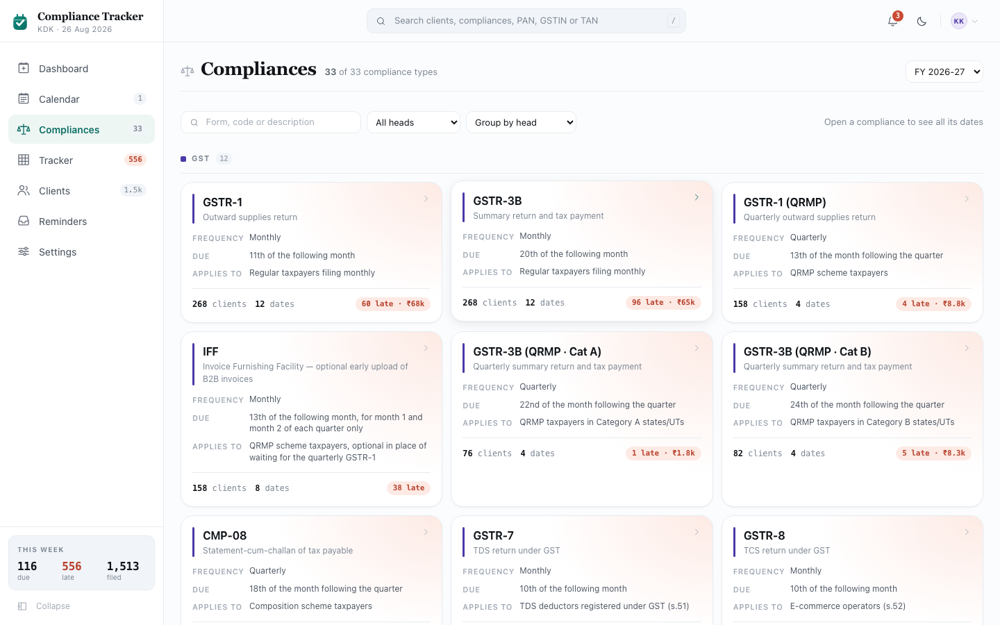 Compliance Tracker
KDK · 26 Aug 2026
Search clients, compliances, PAN, GSTIN or TAN
/
3
KK
Dashboard
Calendar 1
Compliances 33
Tracker 556
Clients 1.5k
Reminders
Settings
THIS WEEK
116 556 1,513
due late filed
Collapse
Compliances 33 of 33 compliance types
FY 2026-27
Form, code or description
All heads
Group by head
Open a compliance to see all its dates
GST 12
GSTR-1
Outward supplies return
FREQUENCY Monthly
DUE 11th of the following month
APPLIES TO Regular taxpayers filing monthly
268 clients 12 dates 60 late · ₹68k
GSTR-3B
Summary return and tax payment
FREQUENCY Monthly
DUE 20th of the following month
APPLIES TO Regular taxpayers filing monthly
268 clients 12 dates 96 late · ₹65k
GSTR-1 (QRMP)
Quarterly outward supplies return
FREQUENCY Quarterly
DUE 13th of the month following the quarter
APPLIES TO QRMP scheme taxpayers
158 clients 4 dates 4 late · ₹8.8k
IFF
Invoice Furnishing Facility — optional early upload of
B2B invoices
FREQUENCY Monthly
DUE 13th of the following month, for month 1 and
month 2 of each quarter only
APPLIES TO QRMP scheme taxpayers, optional in place of
waiting for the quarterly GSTR-1
158 clients 8 dates 38 late
GSTR-3B (QRMP · Cat A)
Quarterly summary return and tax payment
FREQUENCY Quarterly
DUE 22nd of the month following the quarter
APPLIES TO QRMP taxpayers in Category A states/UTs
76 clients 4 dates 1 late · ₹1.8k
GSTR-3B (QRMP · Cat B)
Quarterly summary return and tax payment
FREQUENCY Quarterly
DUE 24th of the month following the quarter
APPLIES TO QRMP taxpayers in Category B states/UTs
82 clients 4 dates 5 late · ₹8.3k
CMP-08
Statement-cum-challan of tax payable
FREQUENCY Quarterly
DUE 18th of the month following the quarter
APPLIES TO Composition scheme taxpayers
GSTR-7
TDS return under GST
FREQUENCY Monthly
DUE 10th of the following month
APPLIES TO TDS deductors registered under GST (s.51)
GSTR-8
TCS return under GST
FREQUENCY Monthly
DUE 10th of the following month
APPLIES TO E-commerce operators (s.52)